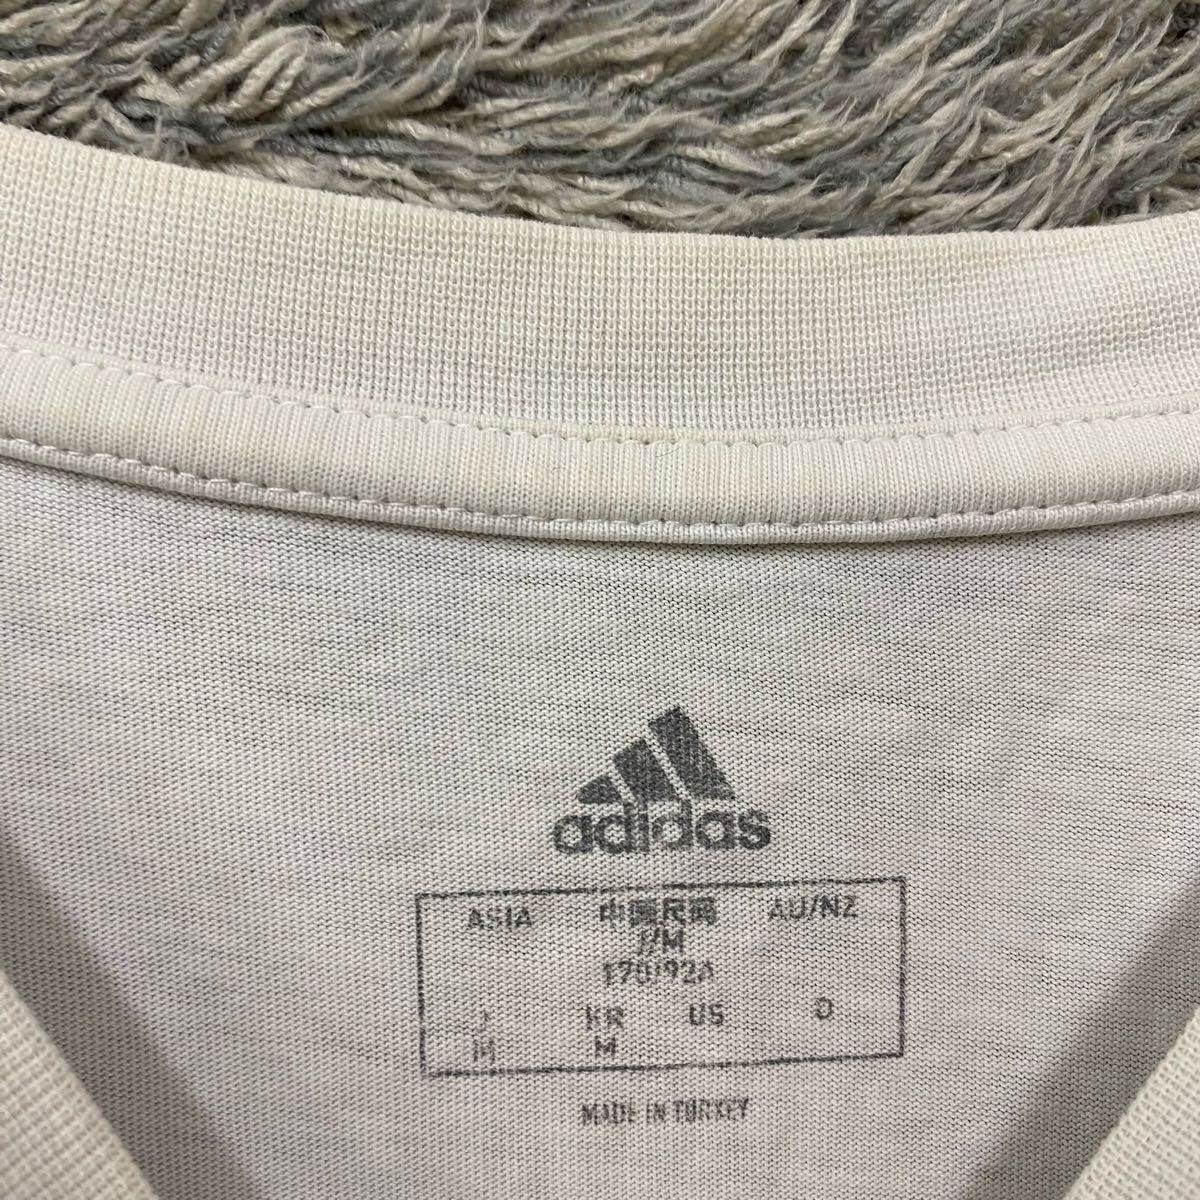 adidas
ASIA 中国尺码 AU/NZ
J/M
170/92A
J KR US D
M M
MADE IN TURKEY